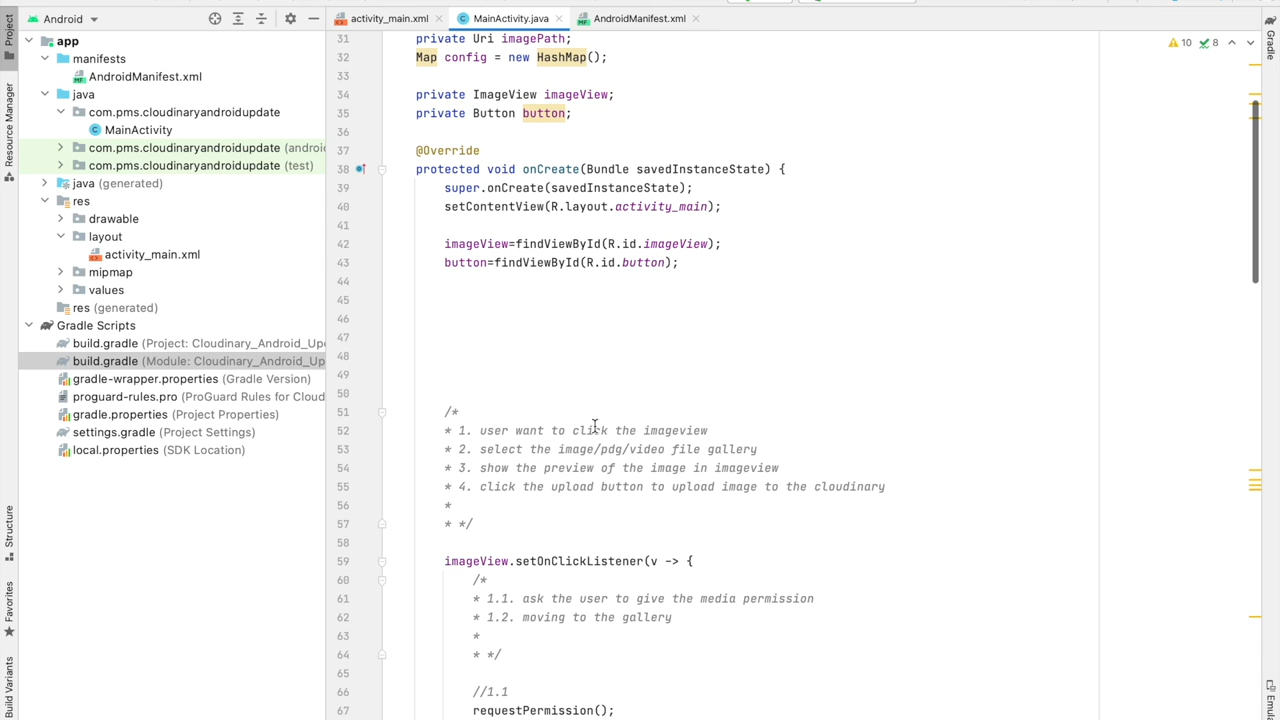 Android
activity_main.xml
MainActivity.java
AndroidManifest.xml
Project
Resource Manager
Structure
Favorites
Build Variants
app
manifests
AndroidManifest.xml
java
com.pms.cloudinaryandroidupdate
MainActivity
com.pms.cloudinaryandroidupdate (androi
com.pms.cloudinaryandroidupdate (test)
java (generated)
res
drawable
layout
activity_main.xml
mipmap
values
res (generated)
Gradle Scripts
build.gradle (Project: Cloudinary_Android_Up
build.gradle (Module: Cloudinary_Android_Up
gradle-wrapper.properties (Gradle Version)
proguard-rules.pro (ProGuard Rules for Cloud
gradle.properties (Project Properties)
settings.gradle (Project Settings)
local.properties (SDK Location)
31 private Uri imagePath;
32 Map config = new HashMap();
33
34 private ImageView imageView;
35 private Button button;
36
37 @Override
38 protected void onCreate(Bundle savedInstanceState) {
39 super.onCreate(savedInstanceState);
40 setContentView(R.layout.activity_main);
41
42 imageView=findViewById(R.id.imageView);
43 button=findViewById(R.id.button);
44
45
46
47
48
49
50
51 /*
52 * 1. user want to click the imageview
53 * 2. select the image/pdg/video file gallery
54 * 3. show the preview of the image in imageview
55 * 4. click the upload button to upload image to the cloudinary
56 *
57 * */
58
59 imageView.setOnClickListener(v -> {
60 /*
61 * 1.1. ask the user to give the media permission
62 * 1.2. moving to the gallery
63 *
64 * */
65
66 //1.1
67 requestPermission();
10 8
Gradle
Emula